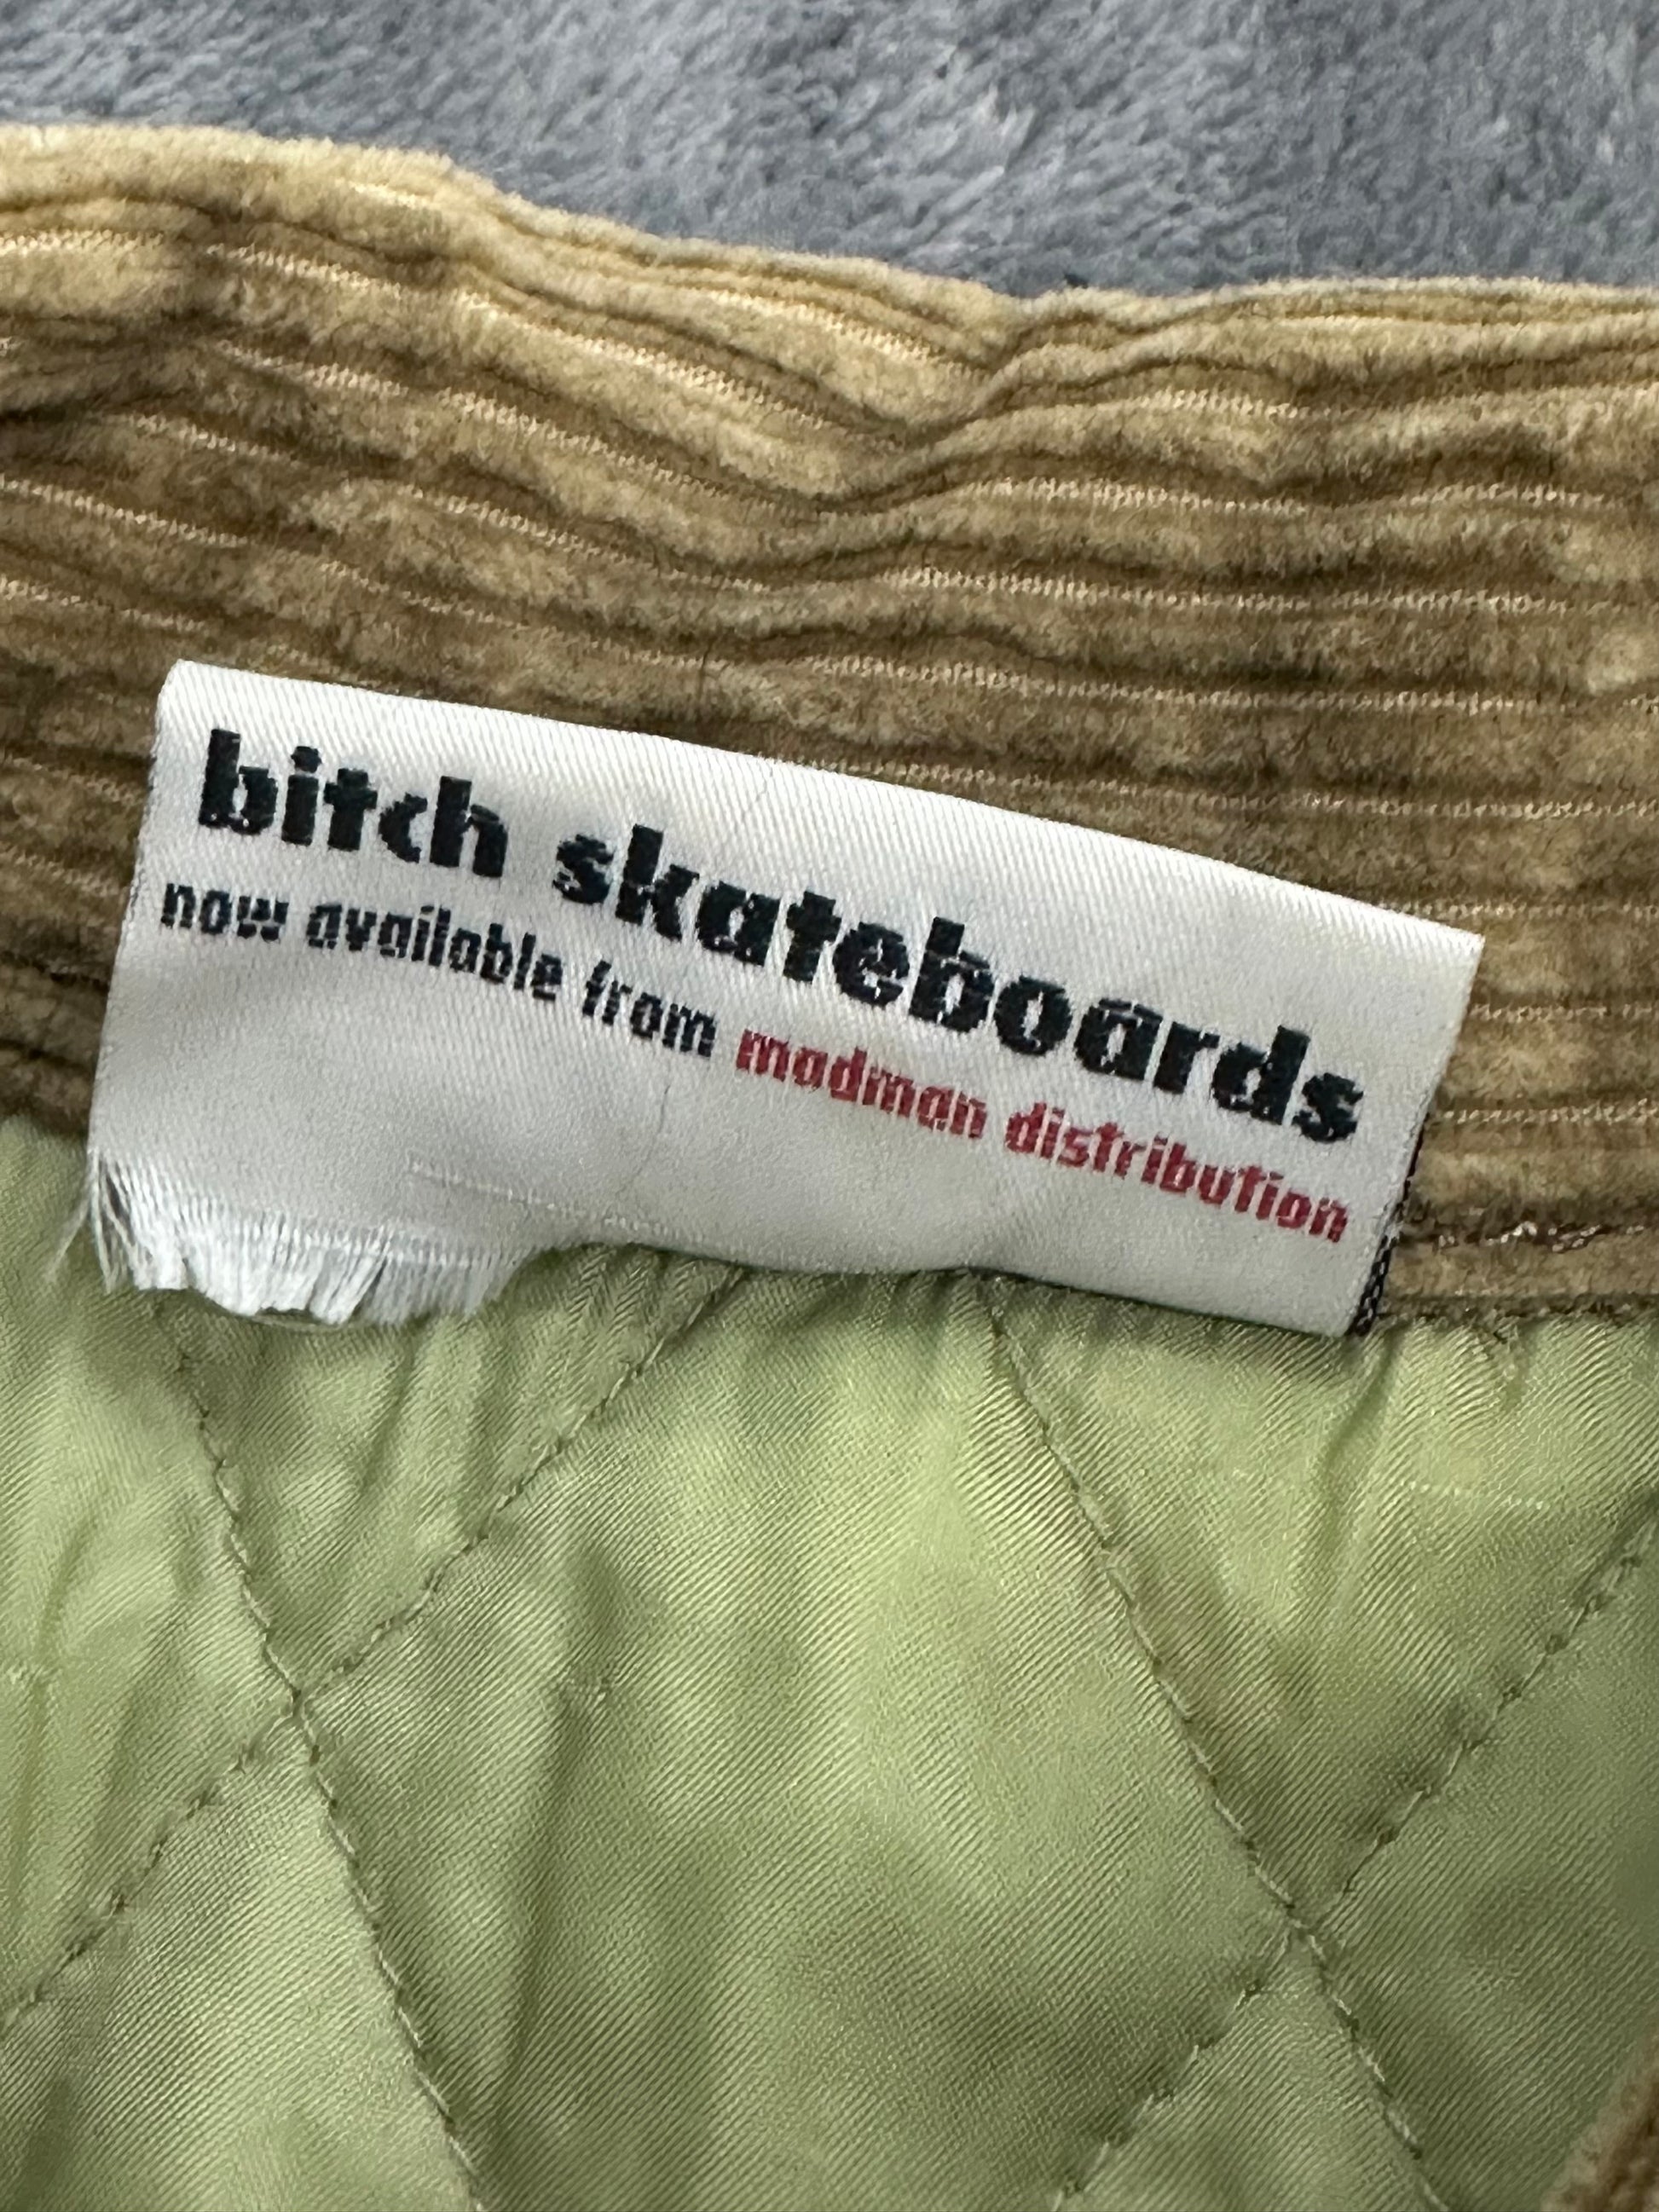 bitch skateboards
now available from madman distribution